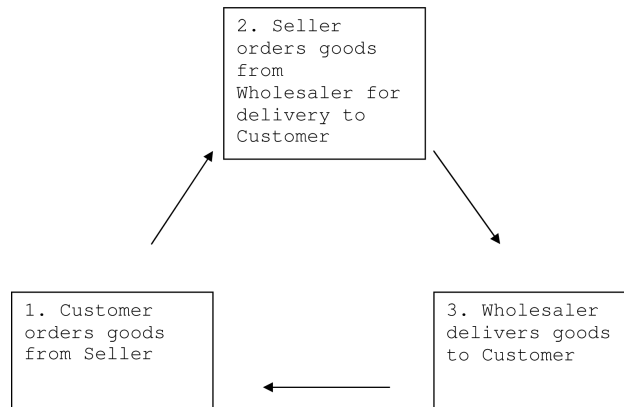 2. Seller
orders goods
from
Wholesaler for
delivery to
Customer
1. Customer
orders goods
from Seller
3. Wholesaler
delivers goods
to Customer